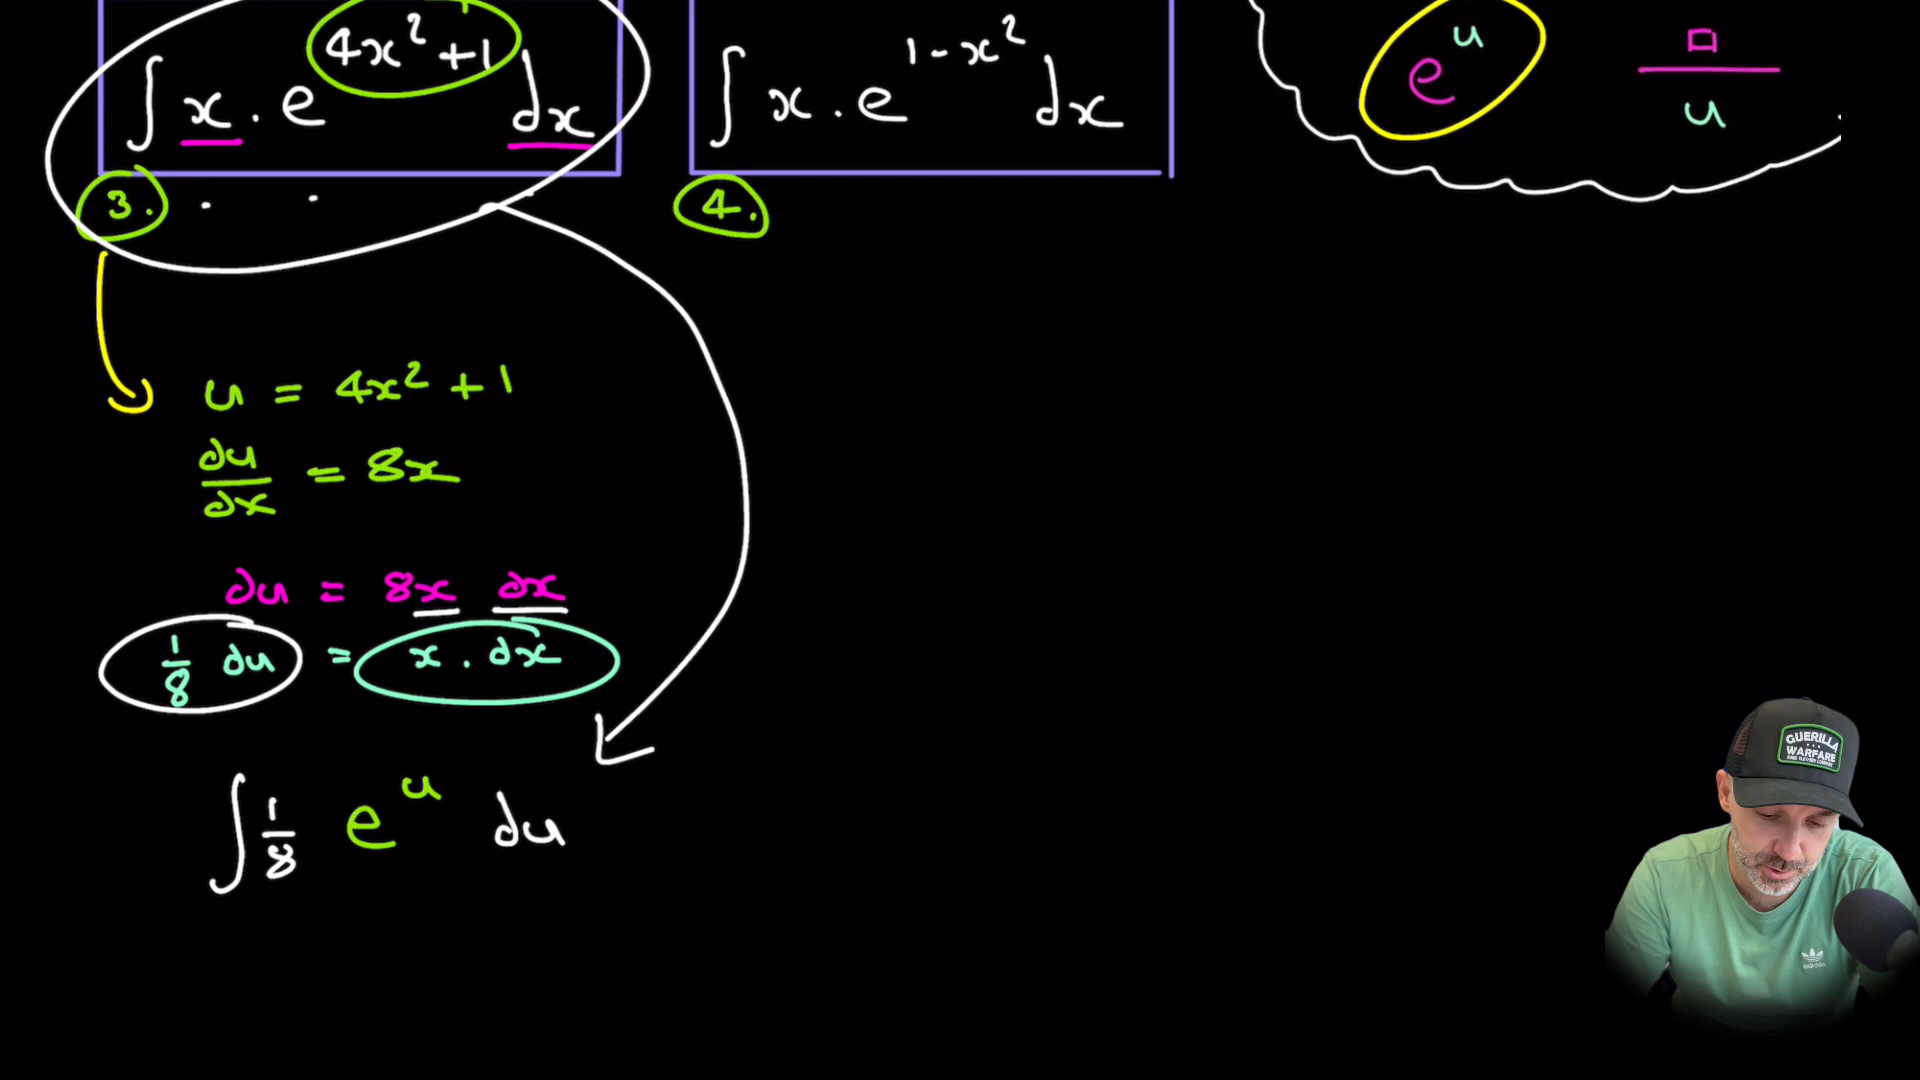 ∫ x . e^{4x² + 1} dx
3. . .
∫ x . e^{1 - x²} dx
4.
e^u
□/u
u = 4x² + 1
du/dx = 8x
du = 8x dx
1/8 du = x . dx
∫ 1/8 e^u du
GUERILLA
WARFARE
adidas